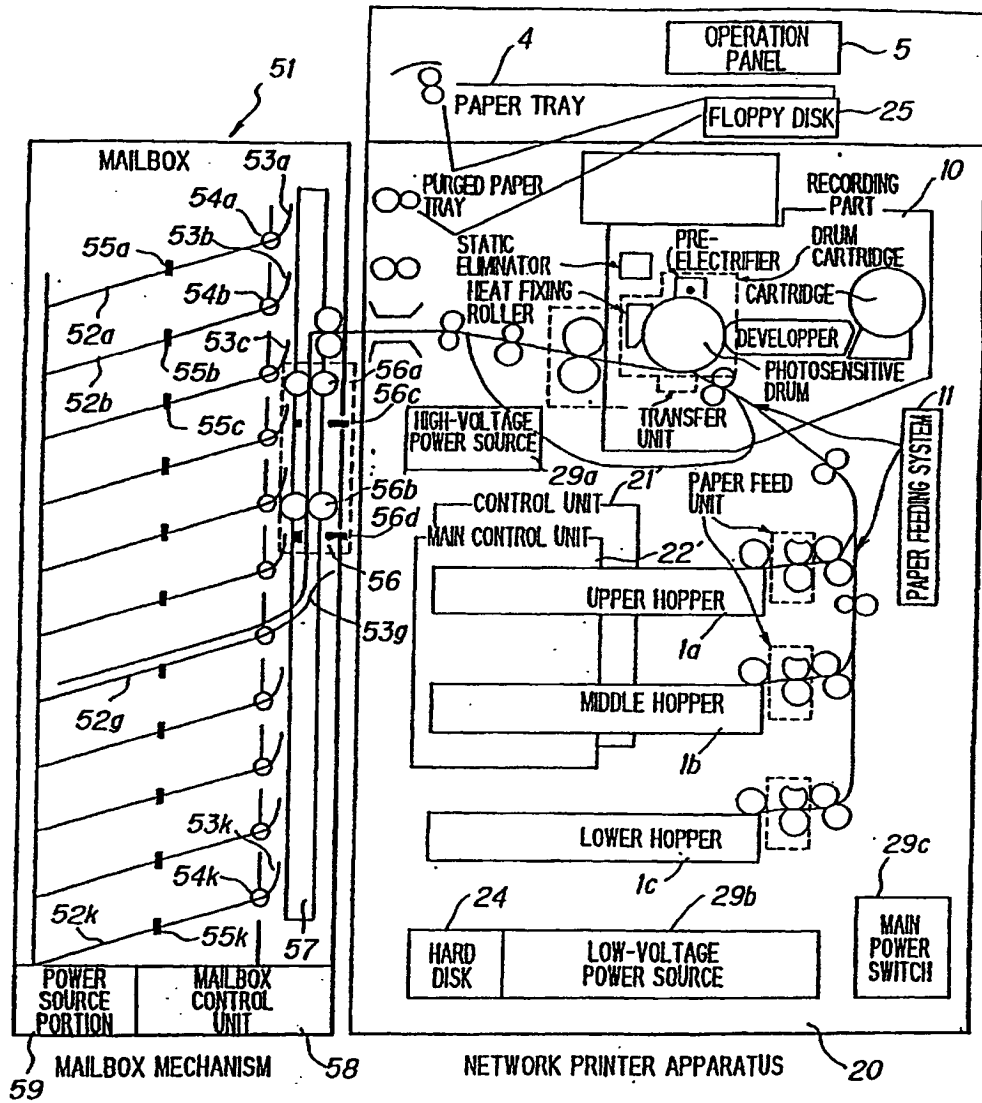 51
MAILBOX
53a
54a
53b
55a
54b
52a
53c
55b
52b
55c
56a
56c
56b
56d
56
53g
52g
53k
54k
52k
55k
57
POWER SOURCE PORTION
MAILBOX CONTROL UNIT
59
MAILBOX MECHANISM
58
4
OPERATION PANEL
5
PAPER TRAY
FLOPPY DISK
25
PURGED PAPER TRAY
RECORDING PART
10
STATIC ELIMINATOR
PRE-ELECTRIFIER
DRUM CARTRIDGE
HEAT FIXING ROLLER
CARTRIDGE
DEVELOPPER
PHOTOSENSITIVE DRUM
TRANSFER UNIT
HIGH-VOLTAGE POWER SOURCE
29a
11
PAPER FEEDING SYSTEM
21'
CONTROL UNIT
PAPER FEED UNIT
MAIN CONTROL UNIT
22'
UPPER HOPPER
1a
MIDDLE HOPPER
1b
LOWER HOPPER
1c
24
29b
29c
HARD DISK
LOW-VOLTAGE POWER SOURCE
MAIN POWER SWITCH
NETWORK PRINTER APPARATUS
20